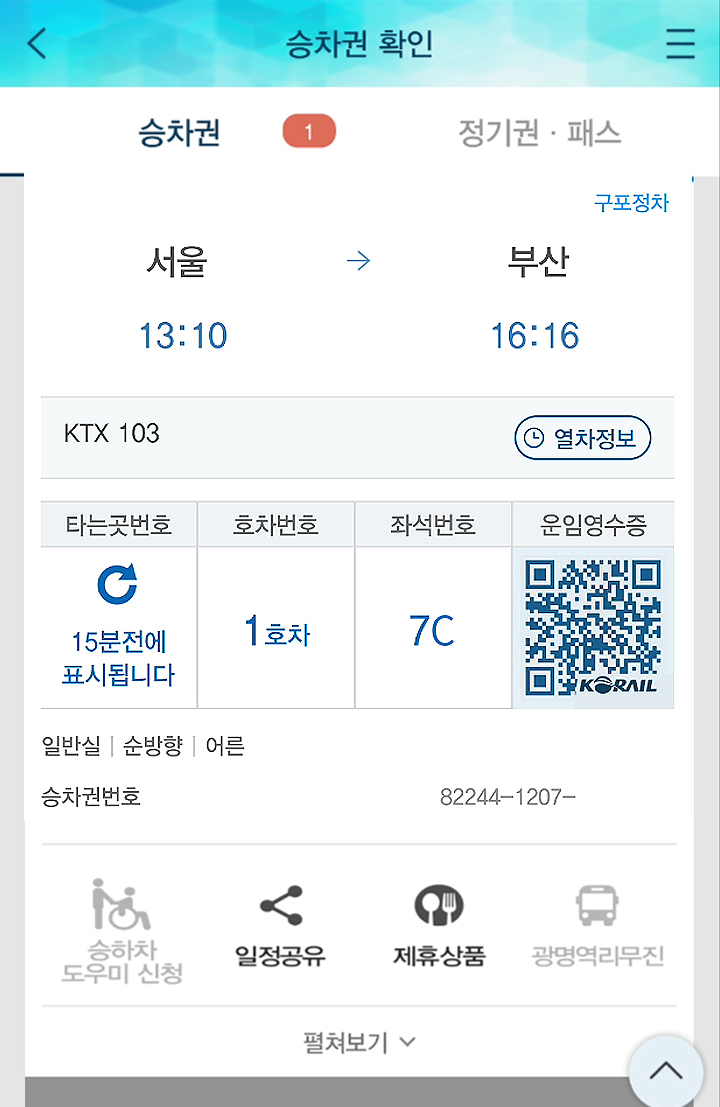 승차권 확인
승차권 1 정기권 · 패스
구포정차
서울 → 부산
13:10 16:16
KTX 103 열차정보
타는곳번호 호차번호 좌석번호 운임영수증
15분전에
표시됩니다
1호차
7C
KORAIL
일반실 | 순방향 | 어른
승차권번호 82244-1207-
승하차
도우미 신청
일정공유
제휴상품
광명역리무진
펼쳐보기